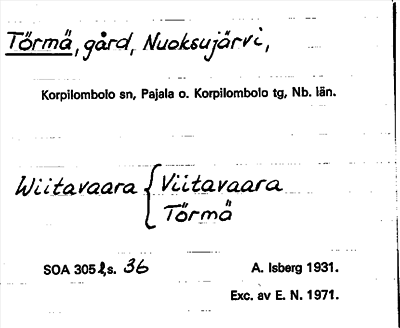 Törmä, gård, Nuoksujärvi,
Korpilombolo sn, Pajala o. Korpilombolo tg, Nb. län.
Wiitavaara { Viitavaara
Törmä
SOA 305 l, s. 36 A. Isberg 1931.
Exc. av E. N. 1971.